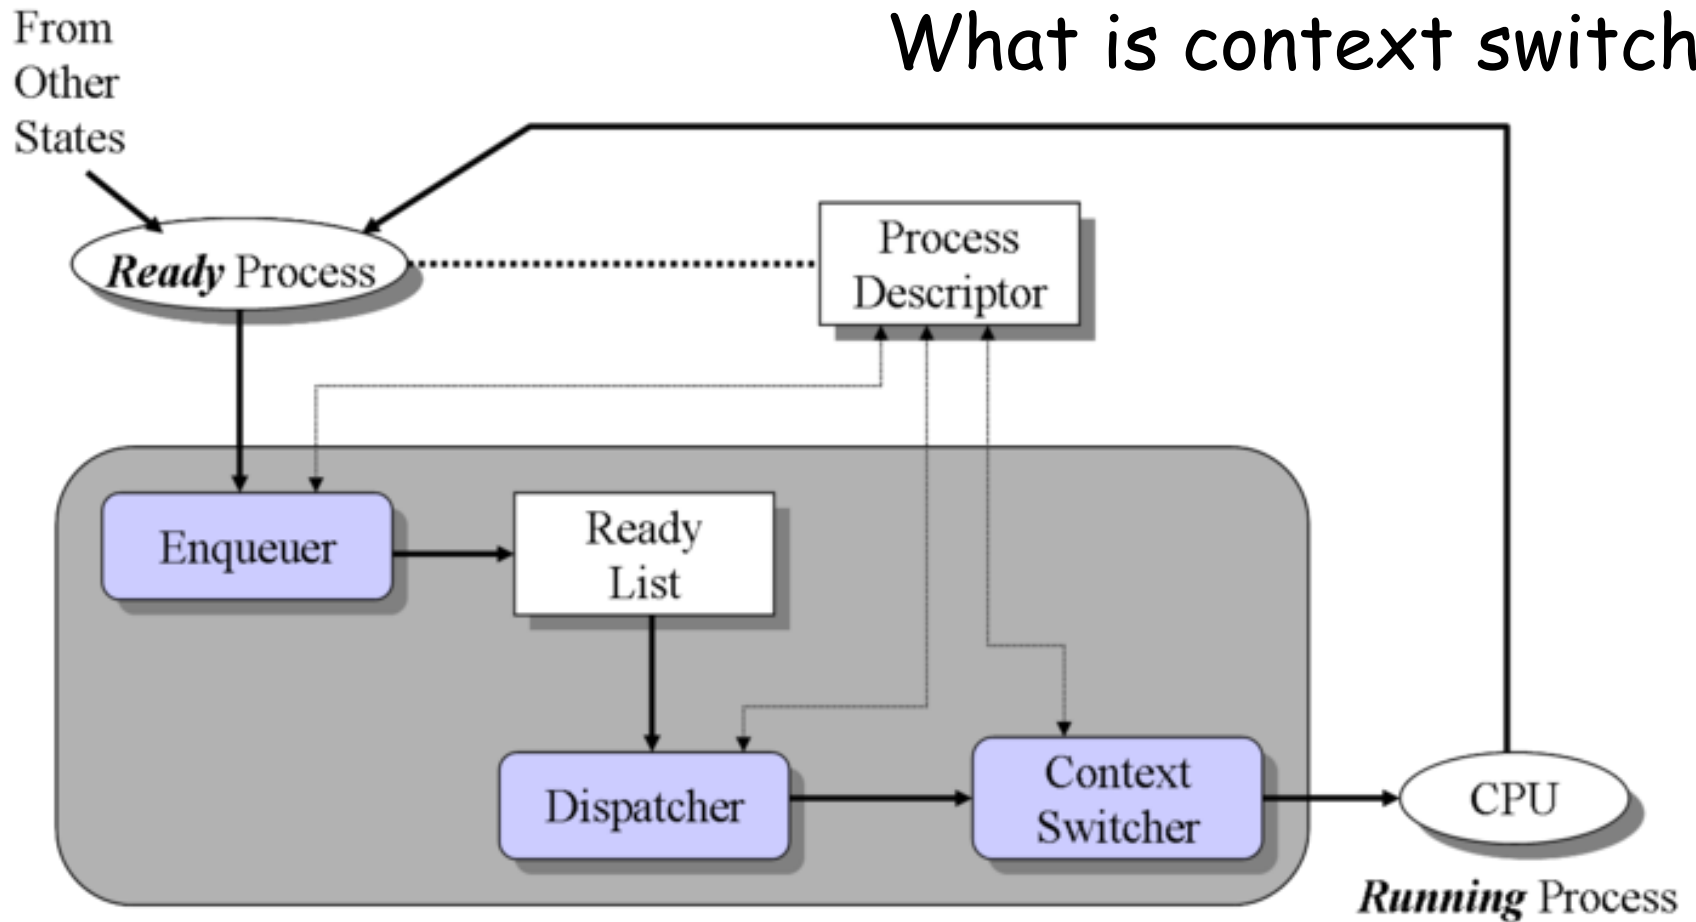 From
Other
States
What is context switch
Ready Process
Process
Descriptor
Enqueuer
Ready
List
Dispatcher
Context
Switcher
CPU
Running Process